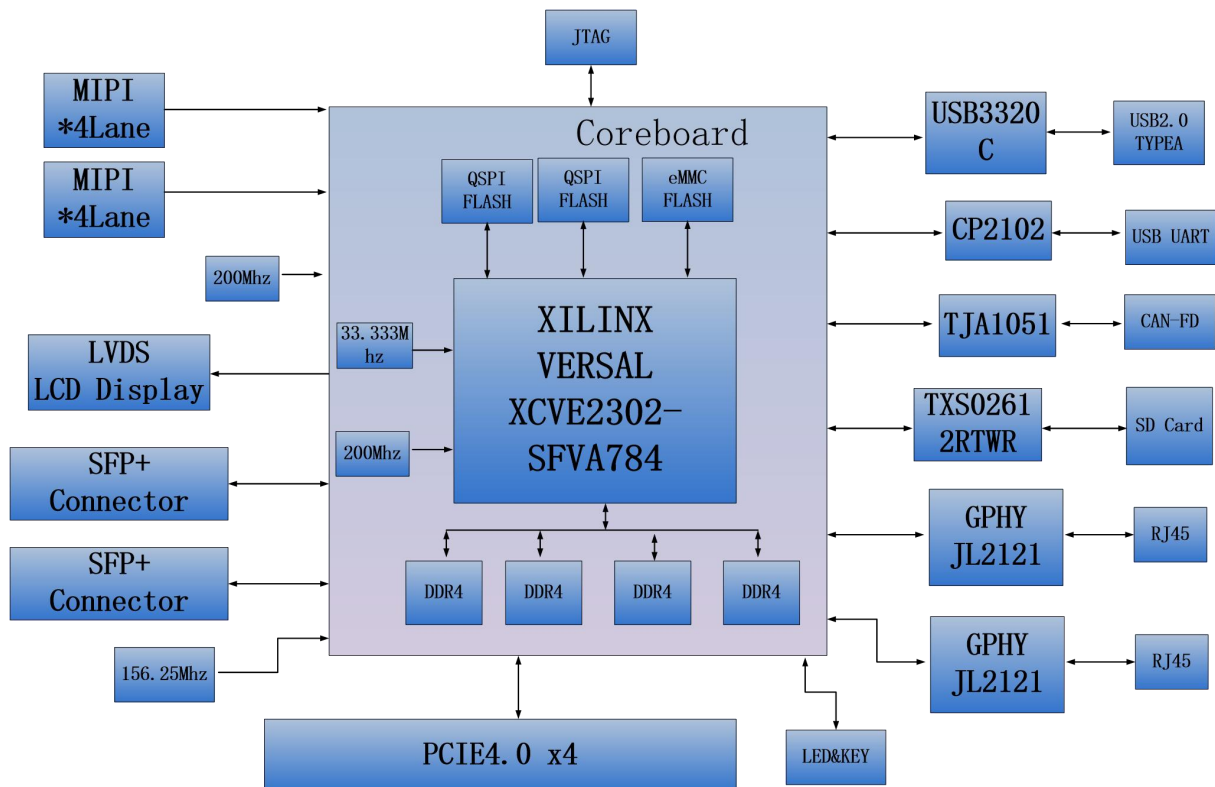 JTAG
MIPI
*4Lane
MIPI
*4Lane
200Mhz
LVDS
LCD Display
SFP+
Connector
SFP+
Connector
156.25Mhz
Coreboard
QSPI
FLASH
QSPI
FLASH
eMMC
FLASH
33.333M
hz
200Mhz
XILINX
VERSAL
XCVE2302-
SFVA784
DDR4
DDR4
DDR4
DDR4
PCIE4.0 x4
LED&KEY
USB3320
C
USB2.0
TYPEA
CP2102
USB UART
TJA1051
CAN-FD
TXS0261
2RTWR
SD Card
GPHY
JL2121
RJ45
GPHY
JL2121
RJ45